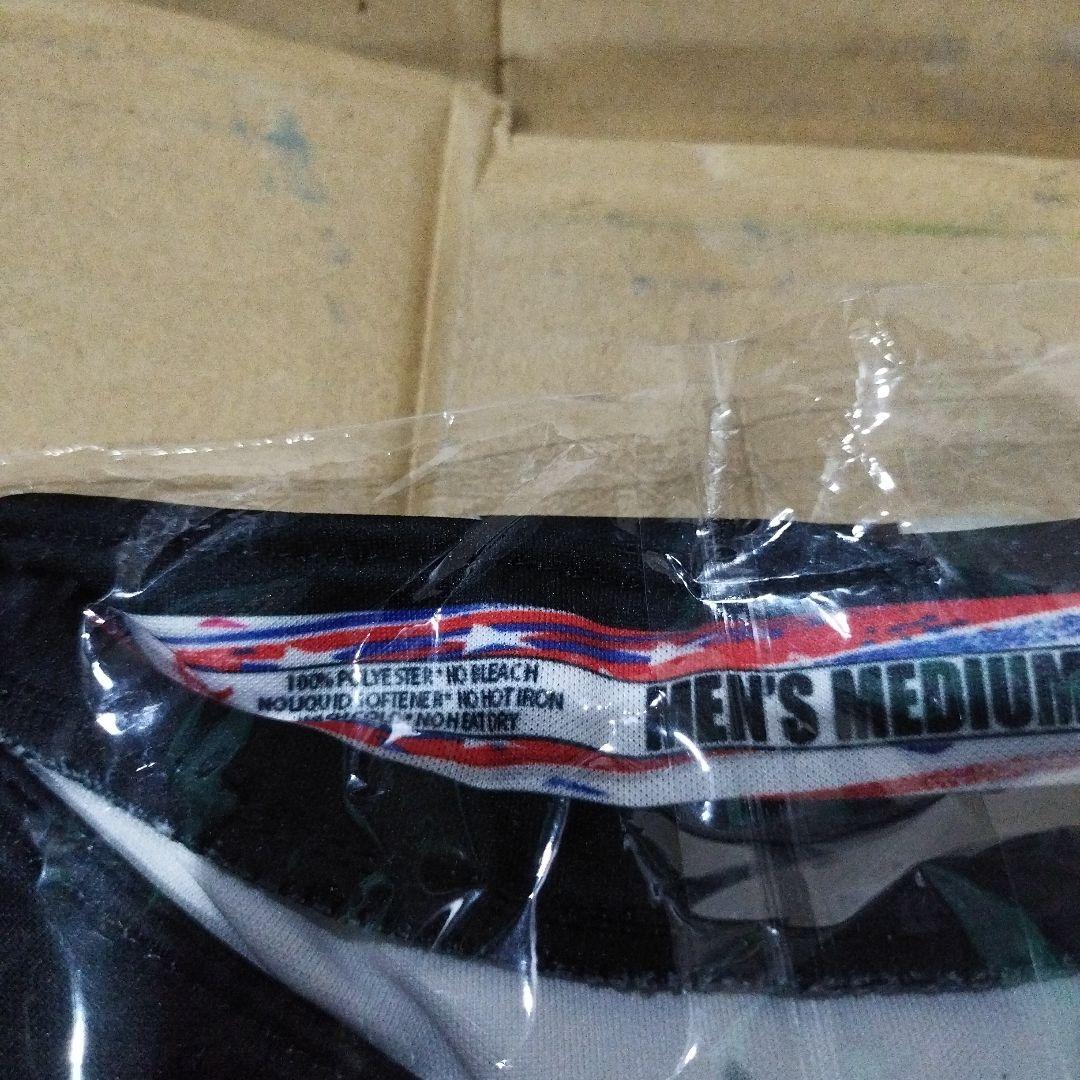 100% POLYESTER * NO BLEACH
NO LIQUID SOFTENER * NO HOT IRON
* NO HEAT DRY
MEN'S MEDIUM